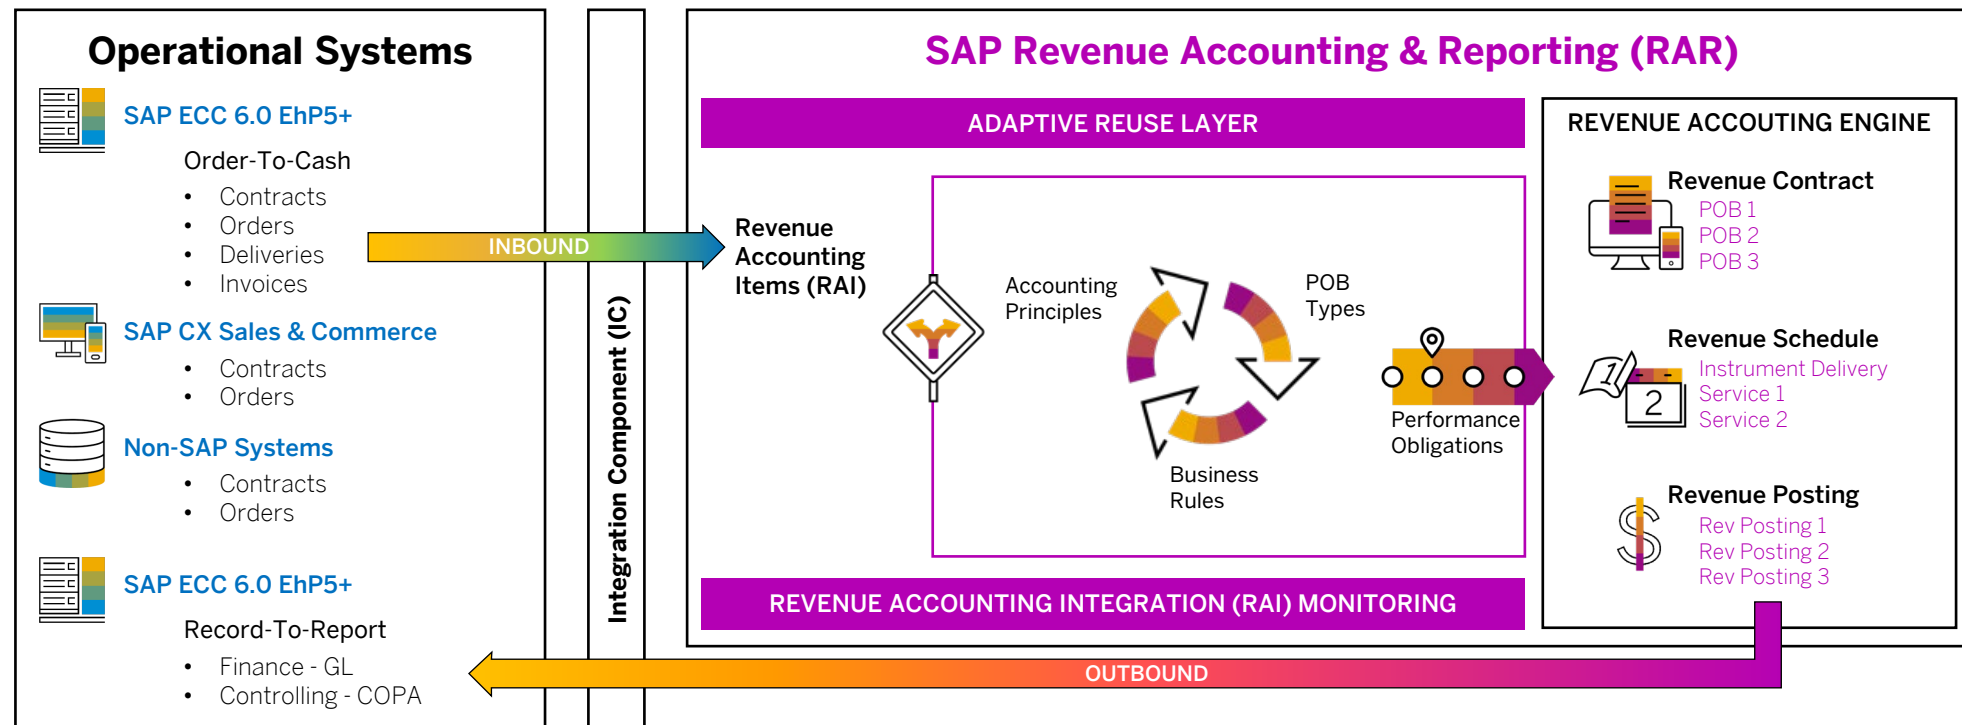 Operational Systems
SAP ECC 6.0 EhP5+
Order-To-Cash
• Contracts
• Orders
• Deliveries
• Invoices
SAP CX Sales & Commerce
• Contracts
• Orders
Non-SAP Systems
• Contracts
• Orders
SAP ECC 6.0 EhP5+
Record-To-Report
• Finance - GL
• Controlling - COPA
INBOUND
Integration Component (IC)
SAP Revenue Accounting & Reporting (RAR)
ADAPTIVE REUSE LAYER
Revenue
Accounting
Items (RAI)
Accounting
Principles
POB
Types
Business
Rules
Performance
Obligations
REVENUE ACCOUNTING INTEGRATION (RAI) MONITORING
REVENUE ACCOUTING ENGINE
Revenue Contract
POB 1
POB 2
POB 3
Revenue Schedule
1
2
Instrument Delivery
Service 1
Service 2
Revenue Posting
$
Rev Posting 1
Rev Posting 2
Rev Posting 3
OUTBOUND